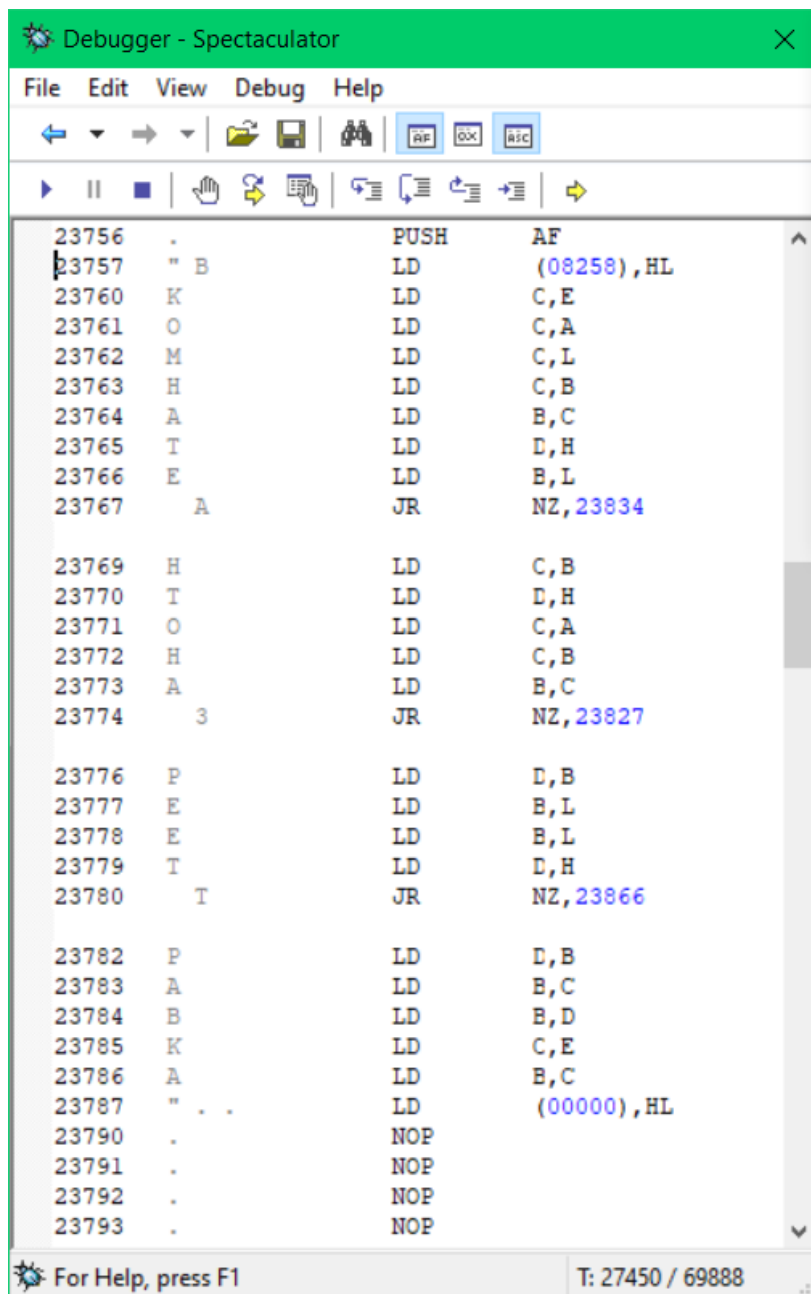 Debugger - Spectaculator
File Edit View Debug Help
AF 0X ASC
23756 . PUSH AF
23757 " B LD (08258),HL
23760 K LD C,E
23761 O LD C,A
23762 M LD C,L
23763 H LD C,B
23764 A LD B,C
23765 T LD D,H
23766 E LD B,L
23767 A JR NZ,23834
23769 H LD C,B
23770 T LD D,H
23771 O LD C,A
23772 H LD C,B
23773 A LD B,C
23774 3 JR NZ,23827
23776 P LD D,B
23777 E LD B,L
23778 E LD B,L
23779 T LD D,H
23780 T JR NZ,23866
23782 P LD D,B
23783 A LD B,C
23784 B LD B,D
23785 K LD C,E
23786 A LD B,C
23787 " . . LD (00000),HL
23790 . NOP
23791 . NOP
23792 . NOP
23793 . NOP
For Help, press F1 T: 27450 / 69888